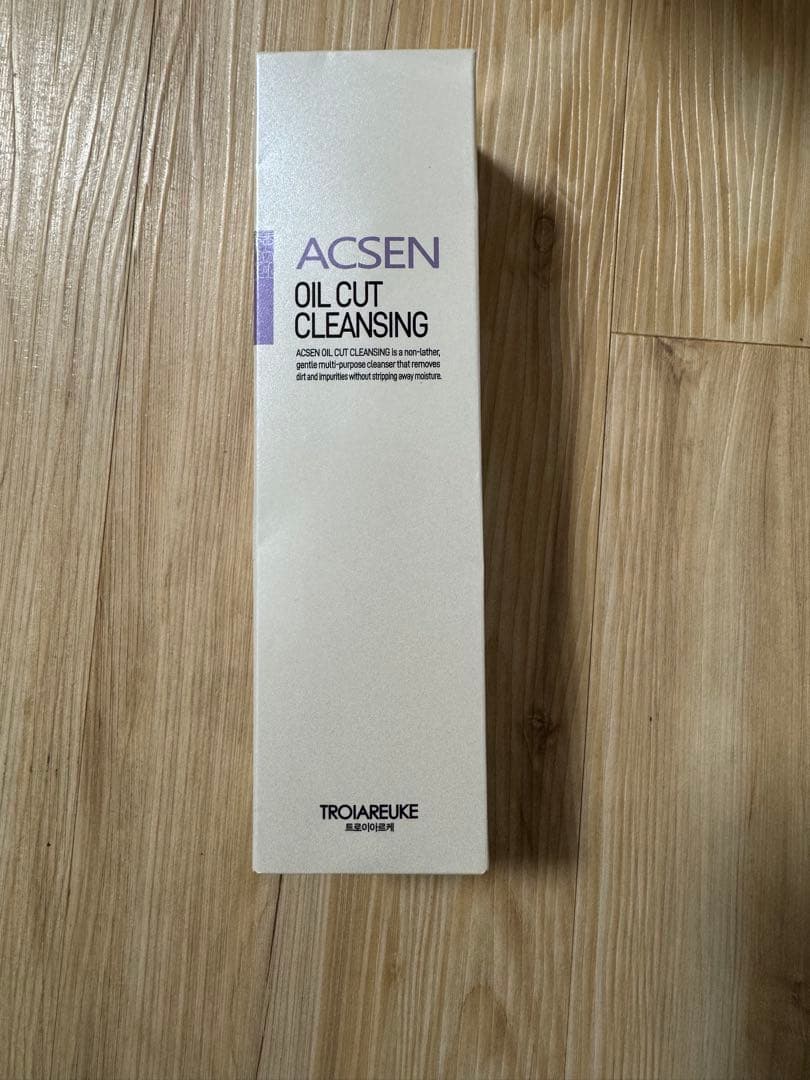 ACSEN
OIL CUT
CLEANSING
ACSEN OIL CUT CLEANSING is a non-lather,
gentle multi-purpose cleanser that removes
dirt and impurities without stripping away moisture.
TROIAREUKE
트로이아르케